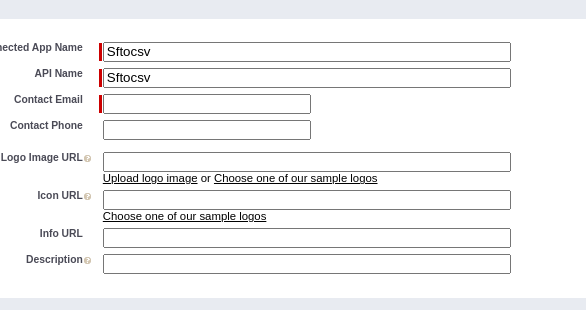 nected App Name Sftocsv
API Name Sftocsv
Contact Email
Contact Phone
Logo Image URL
Upload logo image or Choose one of our sample logos
Icon URL
Choose one of our sample logos
Info URL
Description